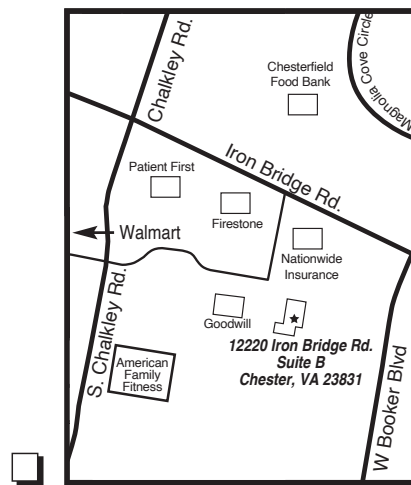 Chalkley Rd.
Chesterfield
Food Bank
Magnolia Cove Circle
Iron Bridge Rd.
Patient First
Firestone
Walmart
Nationwide
Insurance
S. Chalkley Rd.
Goodwill
12220 Iron Bridge Rd.
Suite B
Chester, VA 23831
American
Family
Fitness
W Booker Blvd